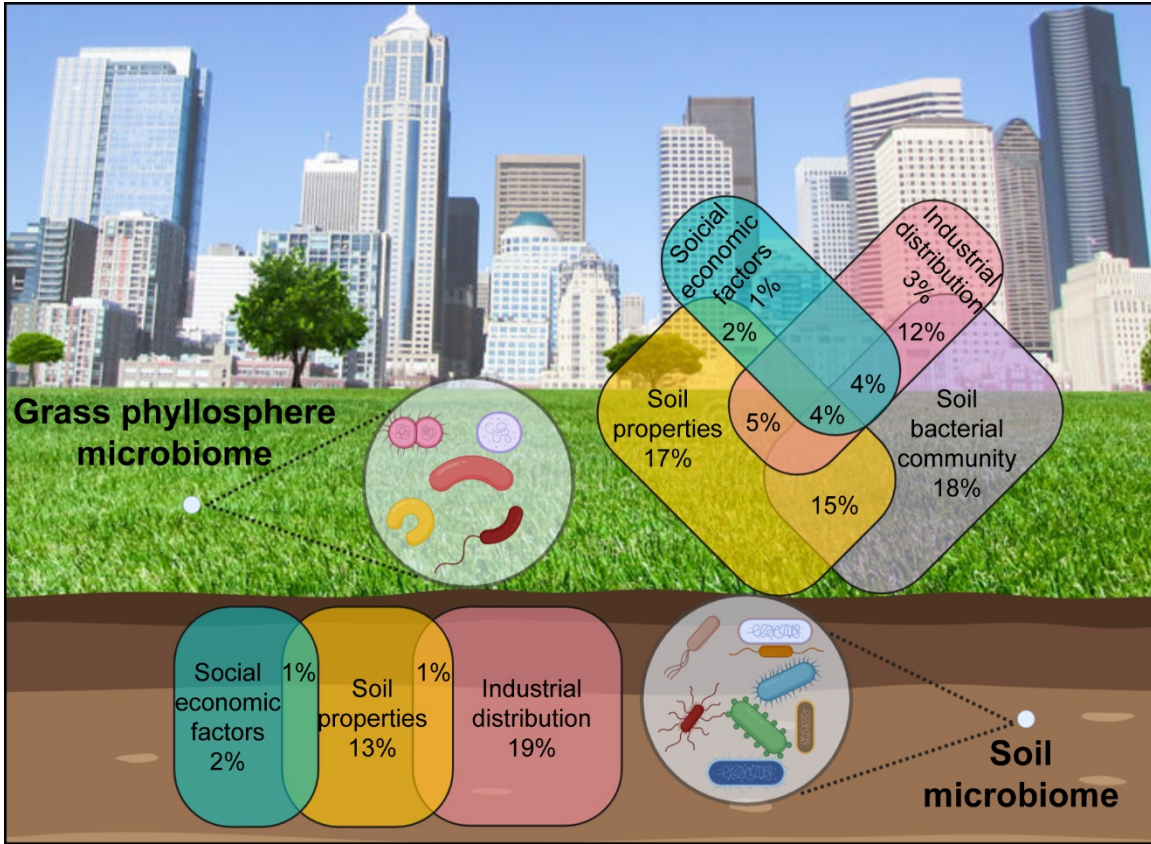 Soicial
economic
factors
1%
Industrial
distribution
3%
2%
12%
4%
4%
5%
Soil
properties
17%
Soil
bacterial
community
18%
15%
Grass phyllosphere
microbiome
Social
economic
factors
2%
1%
Soil
properties
13%
1%
Industrial
distribution
19%
Soil
microbiome